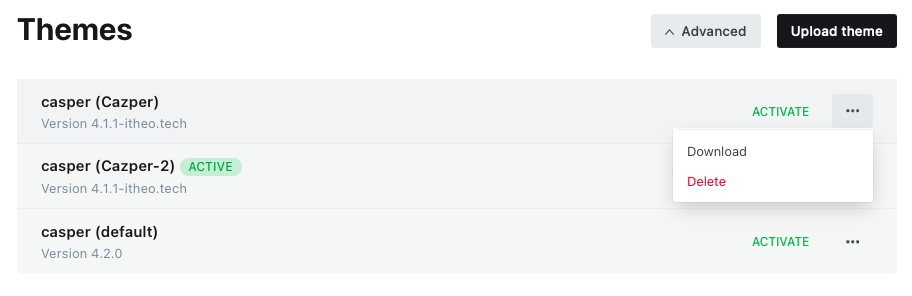 Themes
Advanced
Upload theme
casper (Cazper)
Version 4.1.1-itheo.tech
ACTIVATE
Download
Delete
casper (Cazper-2) ACTIVE
Version 4.1.1-itheo.tech
casper (default)
Version 4.2.0
ACTIVATE